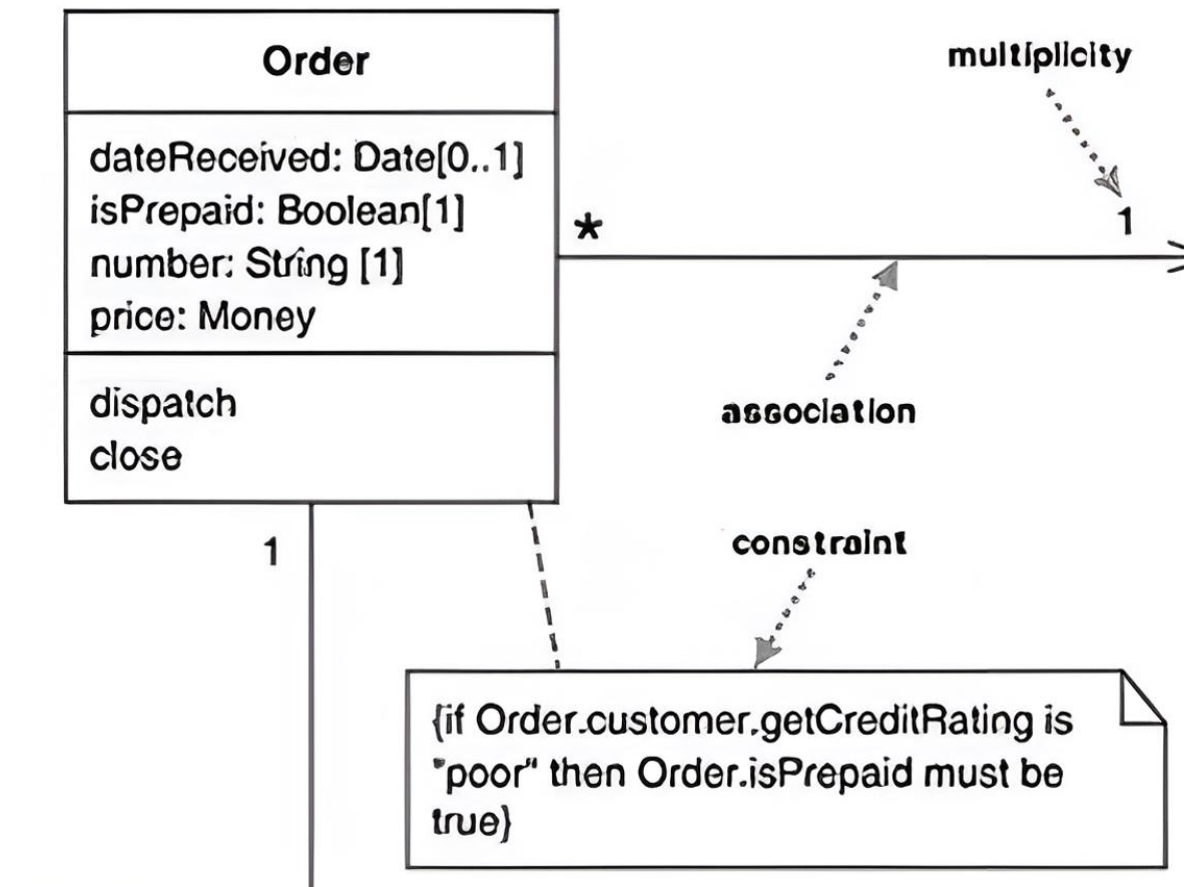 Order
multiplicity
dateReceived: Date[0..1]
isPrepaid: Boolean[1]
*
1
number: String [1]
price: Money
dispatch
association
close
1
constraint
{if Order.customer.getCreditRating is
"poor" then Order.isPrepaid must be
true}